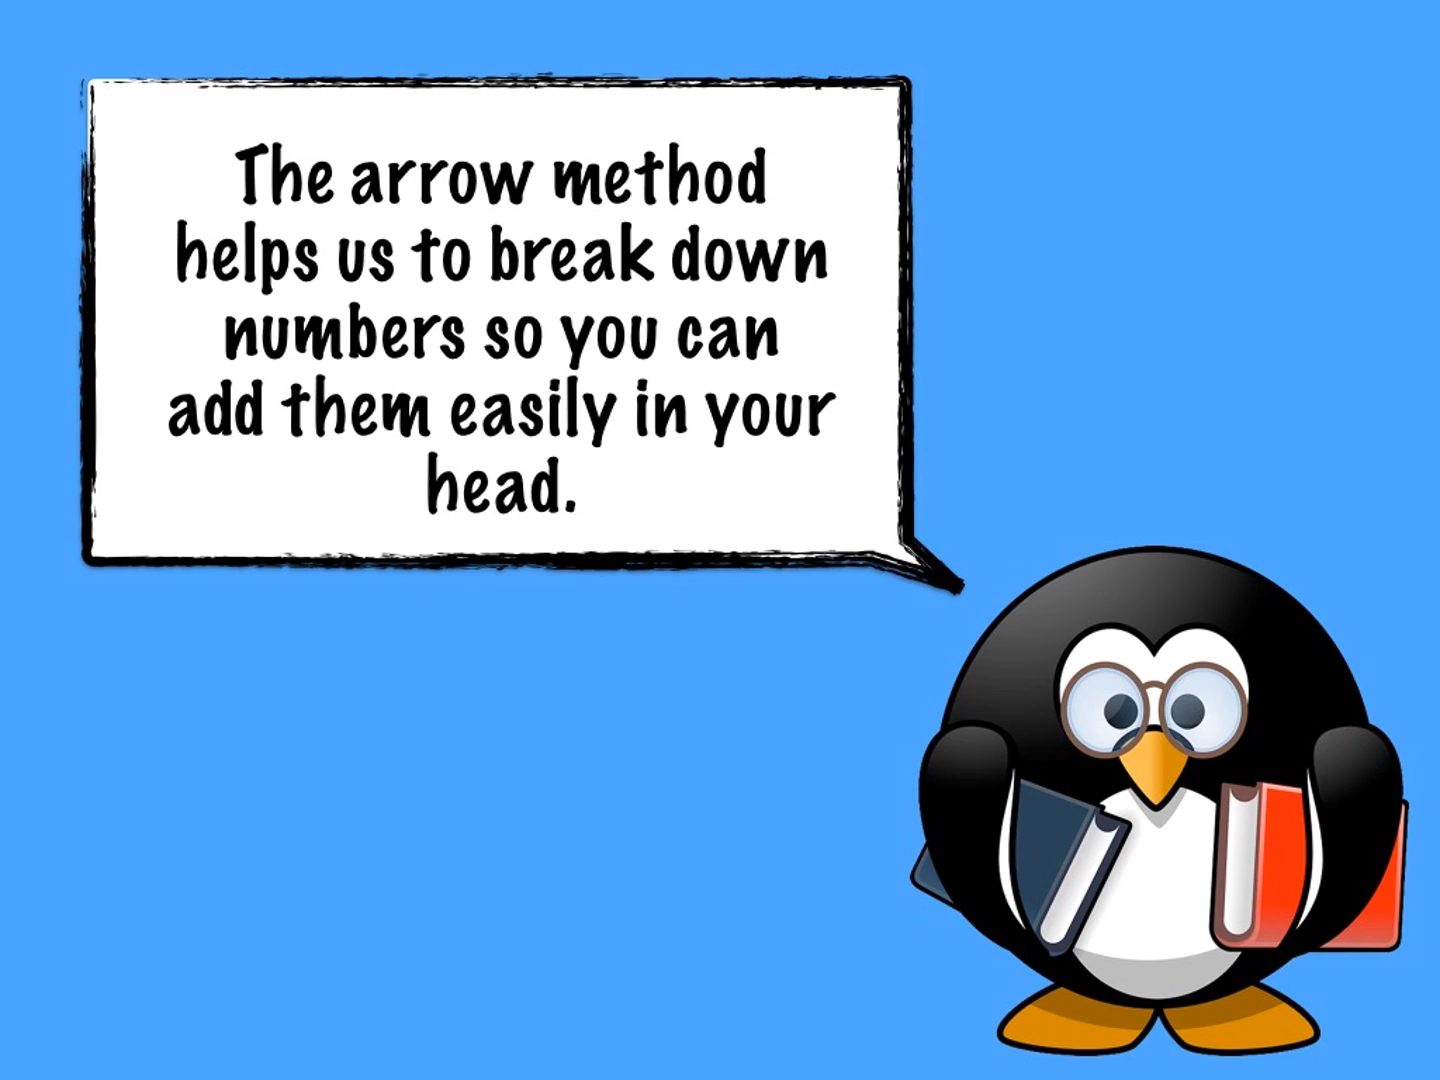 The arrow method
helps us to break down
numbers so you can
add them easily in your
head.